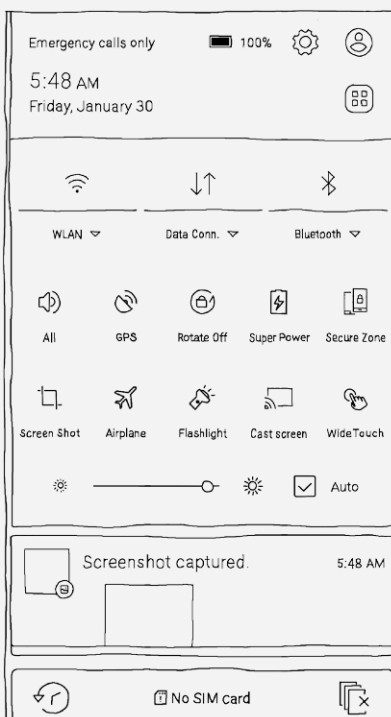 Emergency calls only 100%
5:48 AM
Friday, January 30
WLAN Data Conn. Bluetooth
All GPS Rotate Off Super Power Secure Zone
Screen Shot Airplane Flashlight Cast screen WideTouch
Auto
Screenshot captured. 5:48 AM
No SIM card